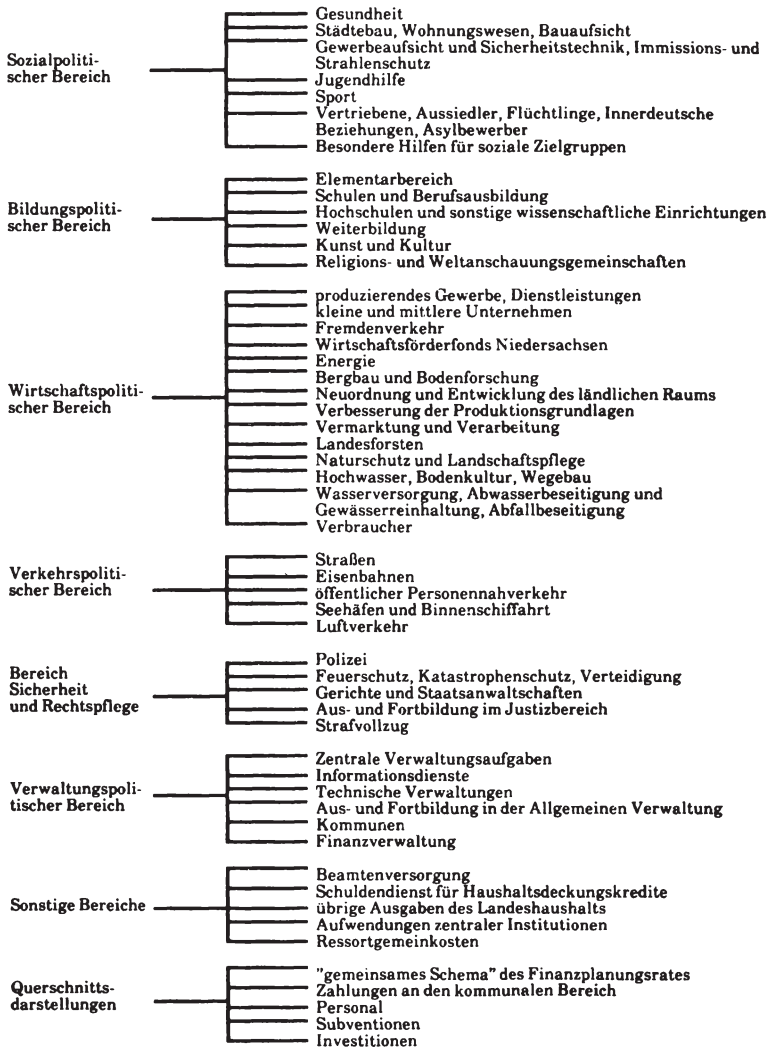 Sozialpoliti-
scher Bereich
Gesundheit
Städtebau, Wohnungswesen, Bauaufsicht
Gewerbeaufsicht und Sicherheitstechnik, Immissions- und
Strahlenschutz
Jugendhilfe
Sport
Vertriebene, Aussiedler, Flüchtlinge, Innerdeutsche
Beziehungen, Asylbewerber
Besondere Hilfen für soziale Zielgruppen
Bildungspoliti-
scher Bereich
Elementarbereich
Schulen und Berufsausbildung
Hochschulen und sonstige wissenschaftliche Einrichtungen
Weiterbildung
Kunst und Kultur
Religions- und Weltanschauungsgemeinschaften
Wirtschaftspoliti-
scher Bereich
produzierendes Gewerbe, Dienstleistungen
kleine und mittlere Unternehmen
Fremdenverkehr
Wirtschaftsförderfonds Niedersachsen
Energie
Bergbau und Bodenforschung
Neuordnung und Entwicklung des ländlichen Raums
Verbesserung der Produktionsgrundlagen
Vermarktung und Verarbeitung
Landesforsten
Naturschutz und Landschaftspflege
Hochwasser, Bodenkultur, Wegebau
Wasserversorgung, Abwasserbeseitigung und
Gewässerreinhaltung, Abfallbeseitigung
Verbraucher
Verkehrspoliti-
scher Bereich
Straßen
Eisenbahnen
öffentlicher Personennahverkehr
Seehäfen und Binnenschiffahrt
Luftverkehr
Bereich
Sicherheit
und Rechtspflege
Polizei
Feuerschutz, Katastrophenschutz, Verteidigung
Gerichte und Staatsanwaltschaften
Aus- und Fortbildung im Justizbereich
Strafvollzug
Verwaltungspoli-
tischer Bereich
Zentrale Verwaltungsaufgaben
Informationsdienste
Technische Verwaltungen
Aus- und Fortbildung in der Allgemeinen Verwaltung
Kommunen
Finanzverwaltung
Sonstige Bereiche
Beamtenversorgung
Schuldendienst für Haushaltsdeckungskredite
übrige Ausgaben des Landeshaushalts
Aufwendungen zentraler Institutionen
Ressortgemeinkosten
Querschnitts-
darstellungen
"gemeinsames Schema" des Finanzplanungsrates
Zahlungen an den kommunalen Bereich
Personal
Subventionen
Investitionen